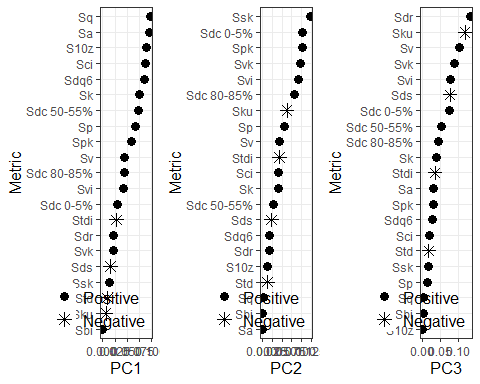 Metric
Sq
Sa
S10z
Sci
Sdq6
Sk
Sdc 50-55%
Sp
Spk
Sv
Sdc 80-85%
Svi
Sdc 0-5%
Stdi
Sdr
Svk
Sds
Ssk
Sku
Sbi
Positive
Negative
PC1
Metric
Ssk
Sdc 0-5%
Spk
Svk
Svi
Sdc 80-85%
Sku
Sp
Sv
Stdi
Sci
Sk
Sdc 50-55%
Sds
Sdq6
Sdr
S10z
Std
Sa
Positive
Negative
PC2
Metric
Sdr
Sku
Sv
Svk
Svi
Sds
Sdc 0-5%
Sdc 50-55%
Sdc 80-85%
Sk
Stdi
Sa
Spk
Sdq6
Sci
Std
Ssk
Sp
S10z
Positive
Negative
0.10
PC3